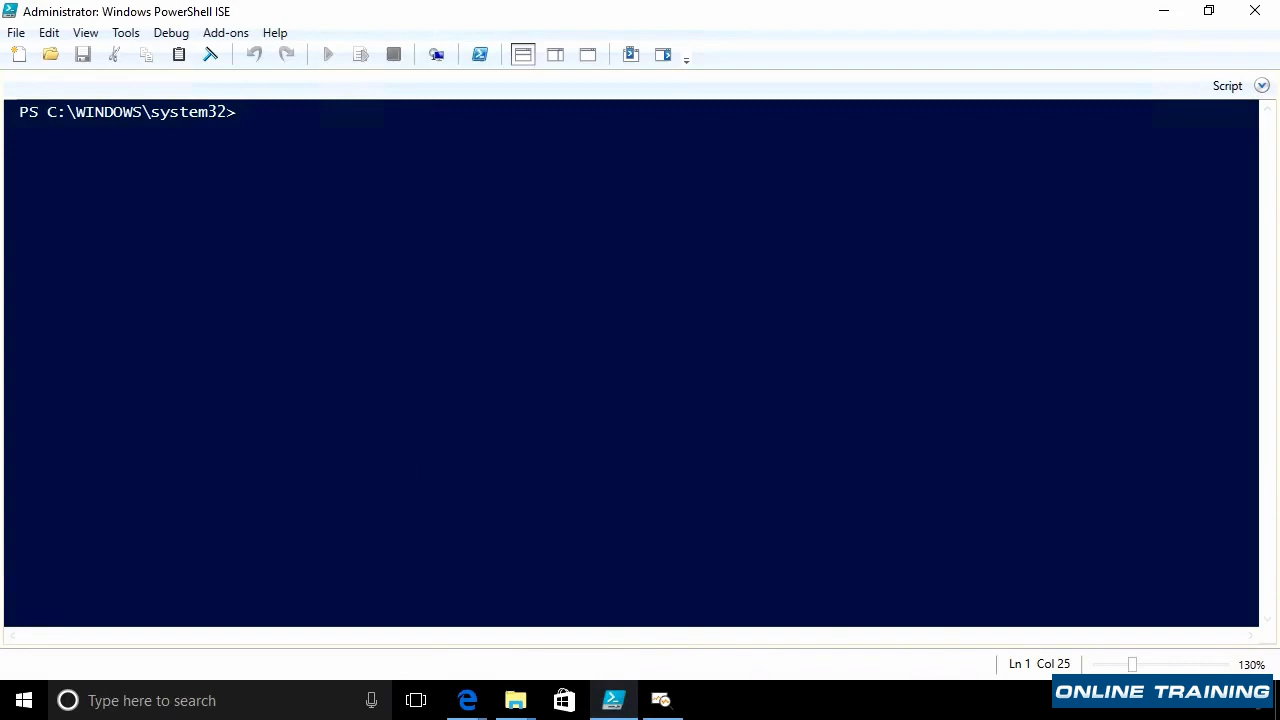 Administrator: Windows PowerShell ISE
File Edit View Tools Debug Add-ons Help
Script
PS C:\WINDOWS\system32>
Ln 1 Col 25
130%
Type here to search
ONLINE TRAINING